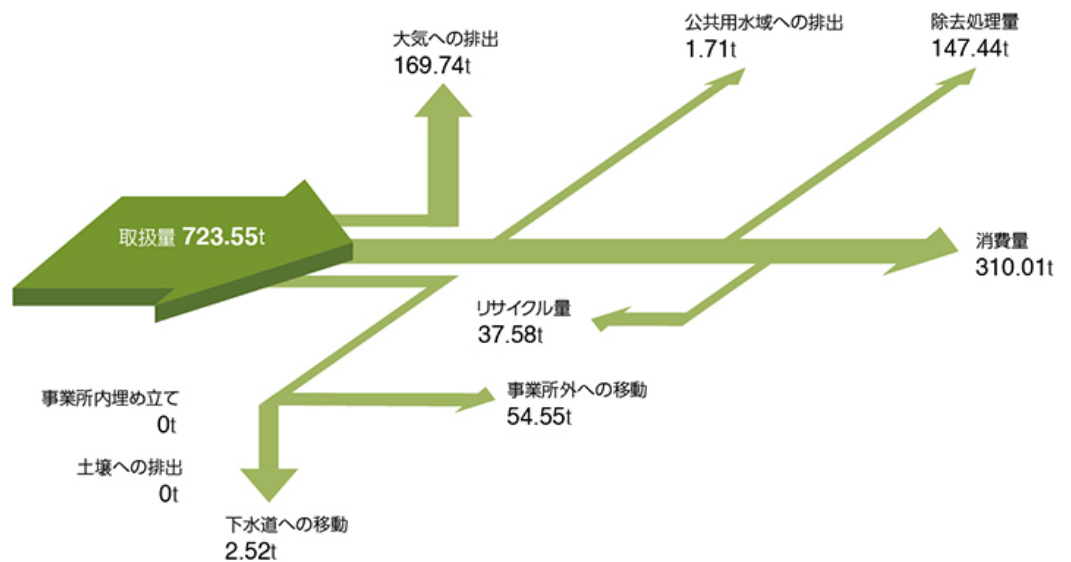 大気への排出
169.74t
公共用水域への排出
1.71t
除去処理量
147.44t
取扱量 723.55t
消費量
310.01t
リサイクル量
37.58t
事業所内埋め立て
0t
事業所外への移動
54.55t
土壌への排出
0t
下水道への移動
2.52t